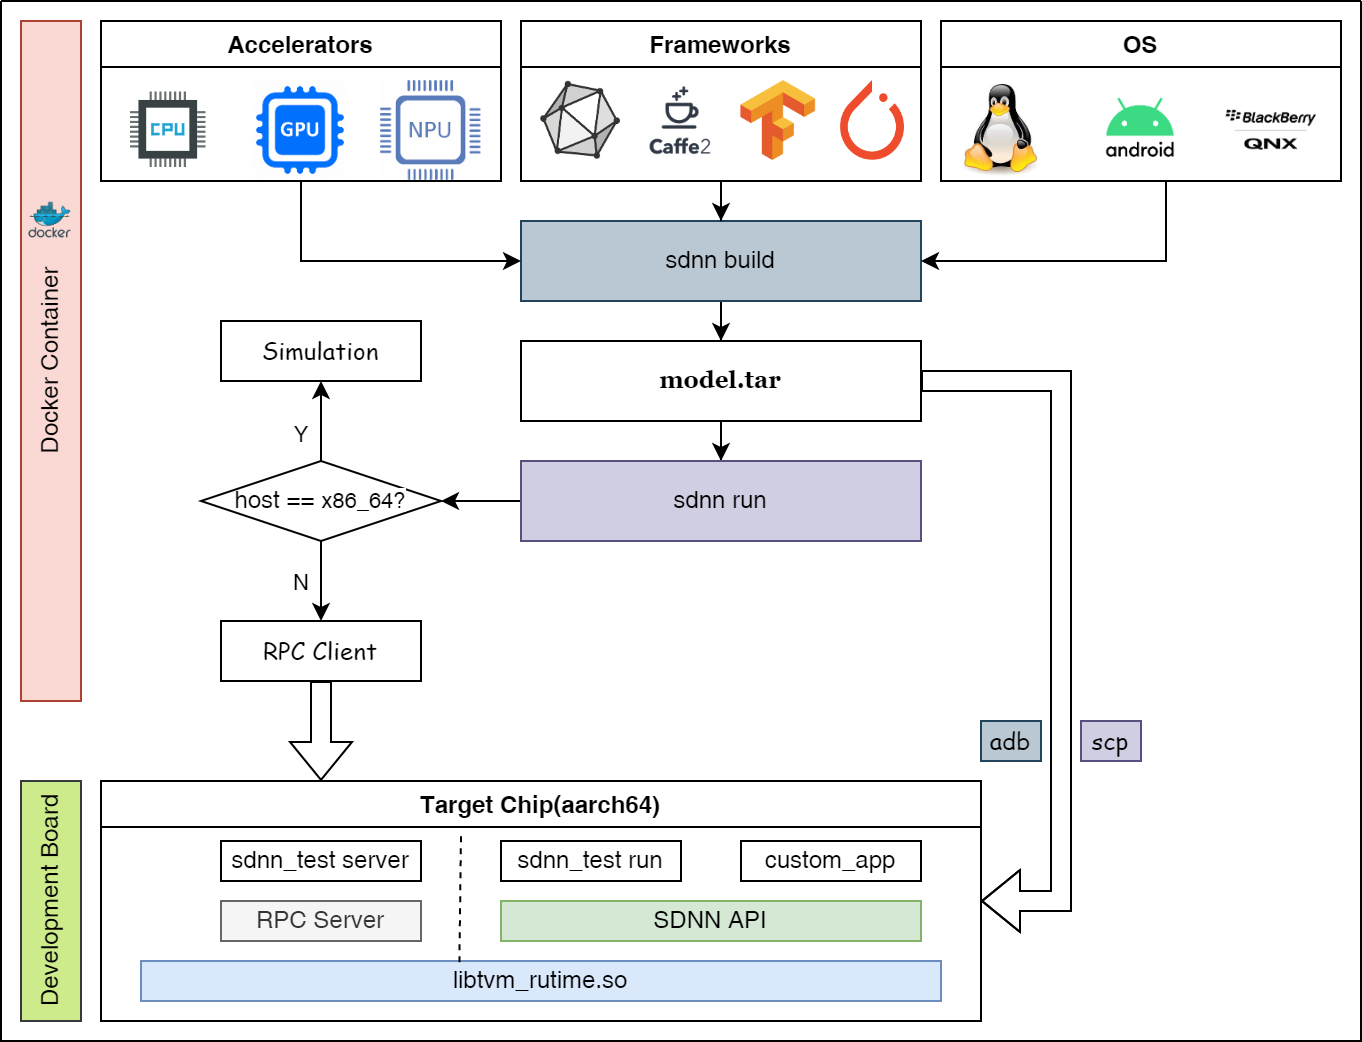 Accelerators
Frameworks
OS
CPU
GPU
NPU
Caffe2
android
BlackBerry
QNX
docker
Docker Container
sdnn build
Simulation
model.tar
Y
host == x86_64?
sdnn run
N
RPC Client
adb
scp
Development Board
Target Chip(aarch64)
sdnn_test server
sdnn_test run
custom_app
RPC Server
SDNN API
libtvm_rutime.so